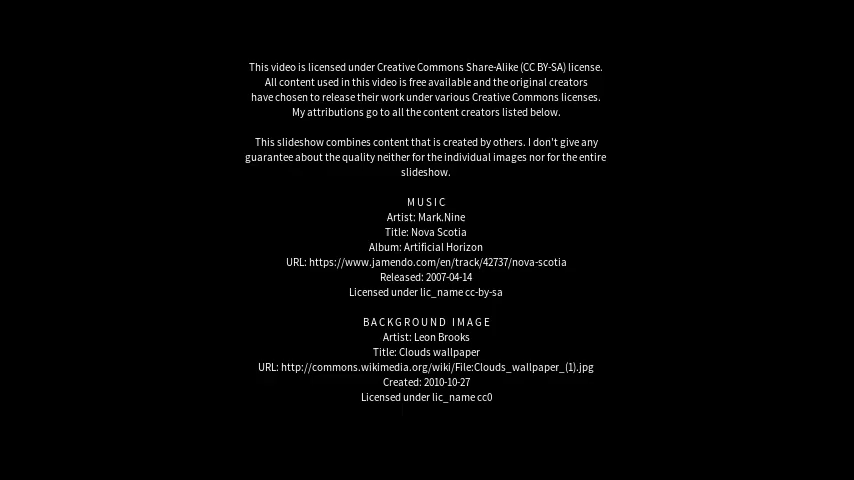 This video is licensed under Creative Commons Share-Alike (CC BY-SA) license.
All content used in this video is free available and the original creators
have chosen to release their work under various Creative Commons licenses.
My attributions go to all the content creators listed below.
This slideshow combines content that is created by others. I don't give any
guarantee about the quality neither for the individual images nor for the entire
slideshow.
MUSIC
Artist: Mark.Nine
Title: Nova Scotia
Album: Artificial Horizon
URL: https://www.jamendo.com/en/track/42737/nova-scotia
Released: 2007-04-14
Licensed under lic_name cc-by-sa
BACKGROUND IMAGE
Artist: Leon Brooks
Title: Clouds wallpaper
URL: http://commons.wikimedia.org/wiki/File:Clouds_wallpaper_(1).jpg
Created: 2010-10-27
Licensed under lic_name cc0